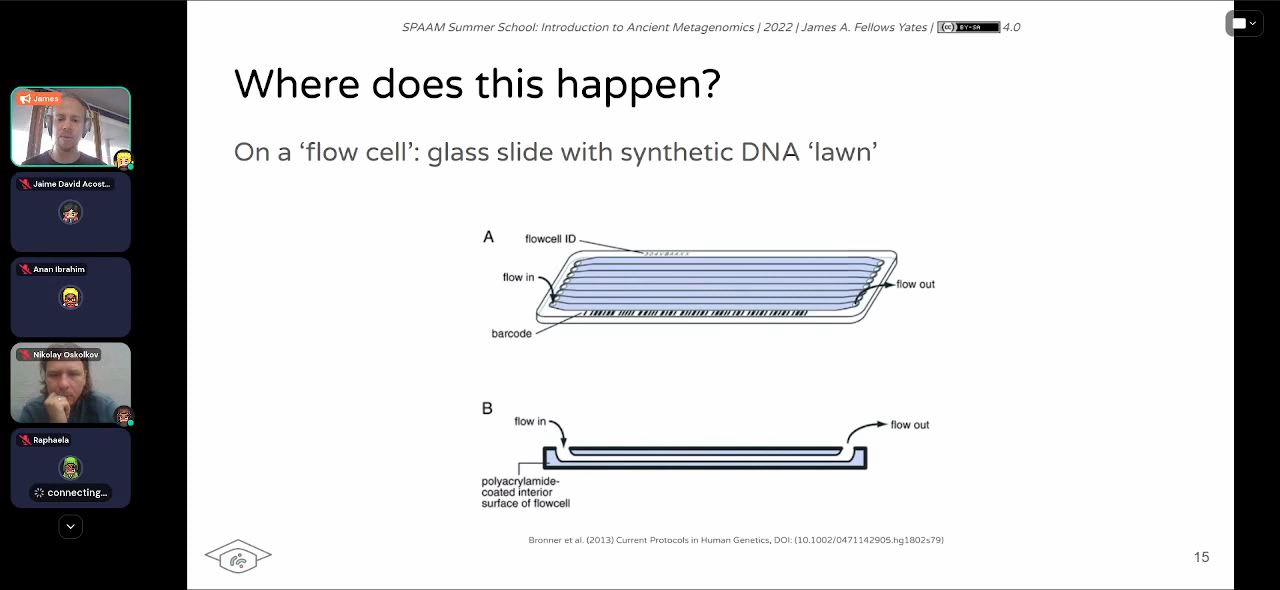 SPAAM Summer School: Introduction to Ancient Metagenomics | 2022 | James A. Fellows Yates | CC BY-SA 4.0
Where does this happen?
On a ‘flow cell’: glass slide with synthetic DNA ‘lawn’
James
Jaime David Acost...
Anan Ibrahim
Nikolay Oskolkov
Raphaela
connecting...
A
flowcell ID
flow in
flow out
barcode
B
flow in
flow out
polyacrylamide-
coated interior
surface of flowcell
Bronner et al. (2013) Current Protocols in Human Genetics, DOI: (10.1002/0471142905.hg1802s79)
15